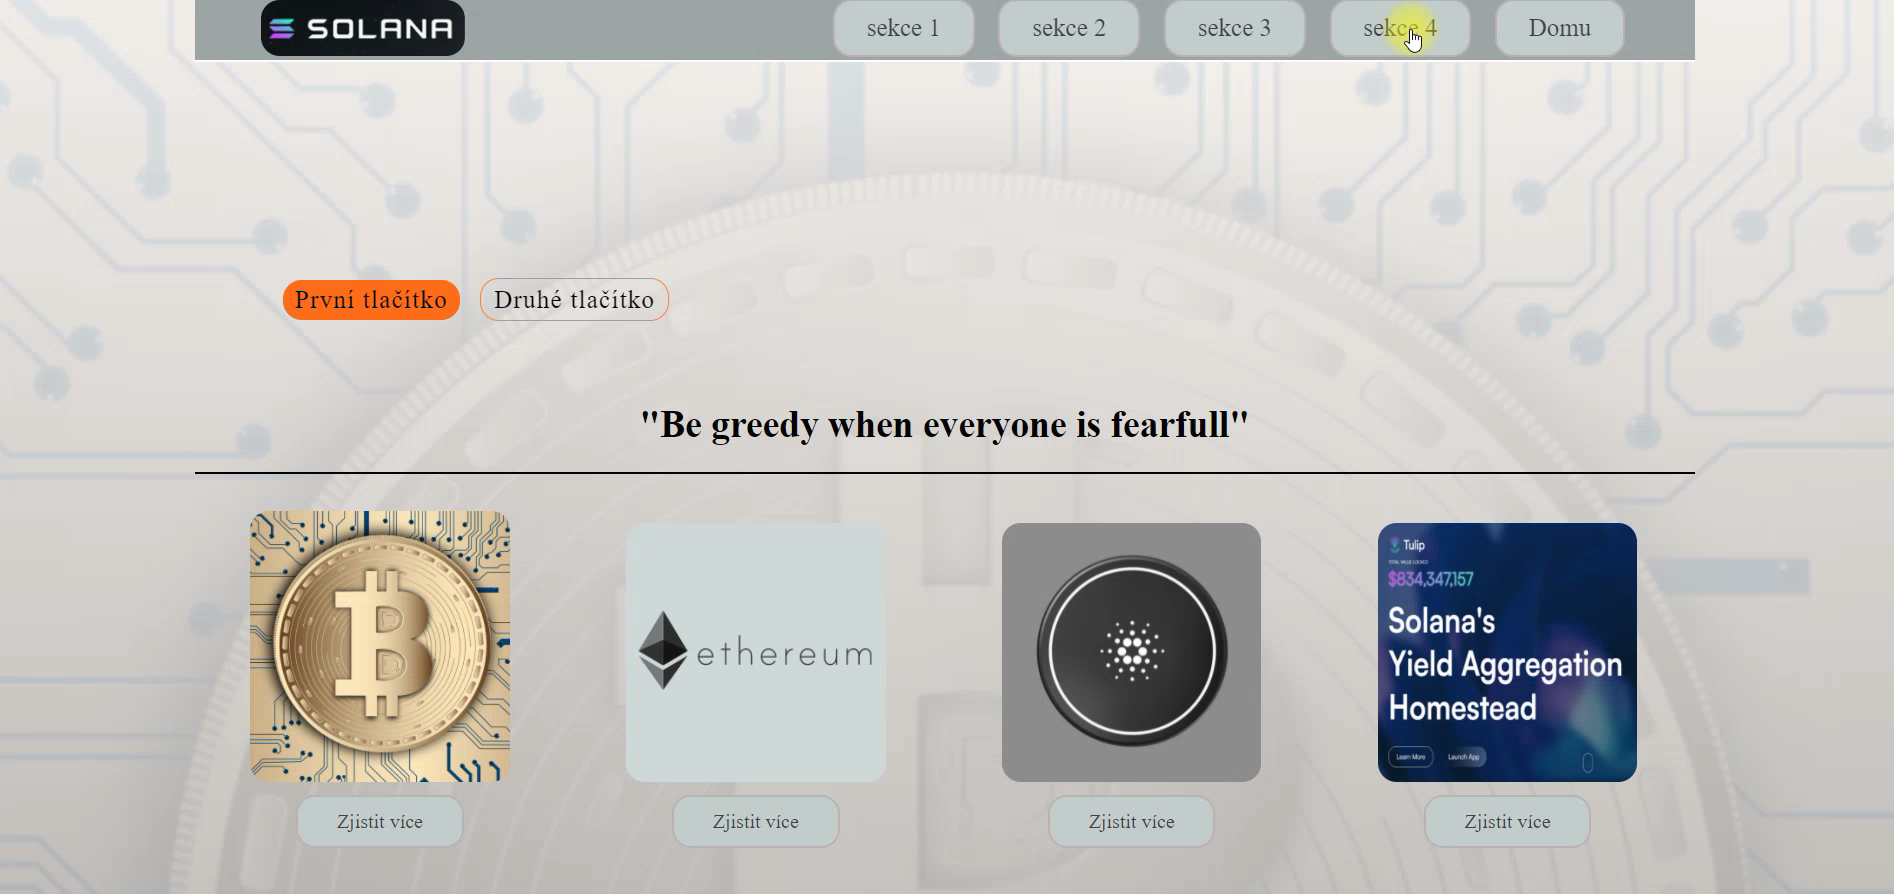 SOLANA
sekce 1
sekce 2
sekce 3
sekce 4
Domu
První tlačítko
Druhé tlačítko
"Be greedy when everyone is fearfull"
ethereum
Tulip
TOTAL VALUE LOCKED
$834,347,157
Solana's
Yield Aggregation
Homestead
Learn More
Launch App
Zjistit více
Zjistit více
Zjistit více
Zjistit více